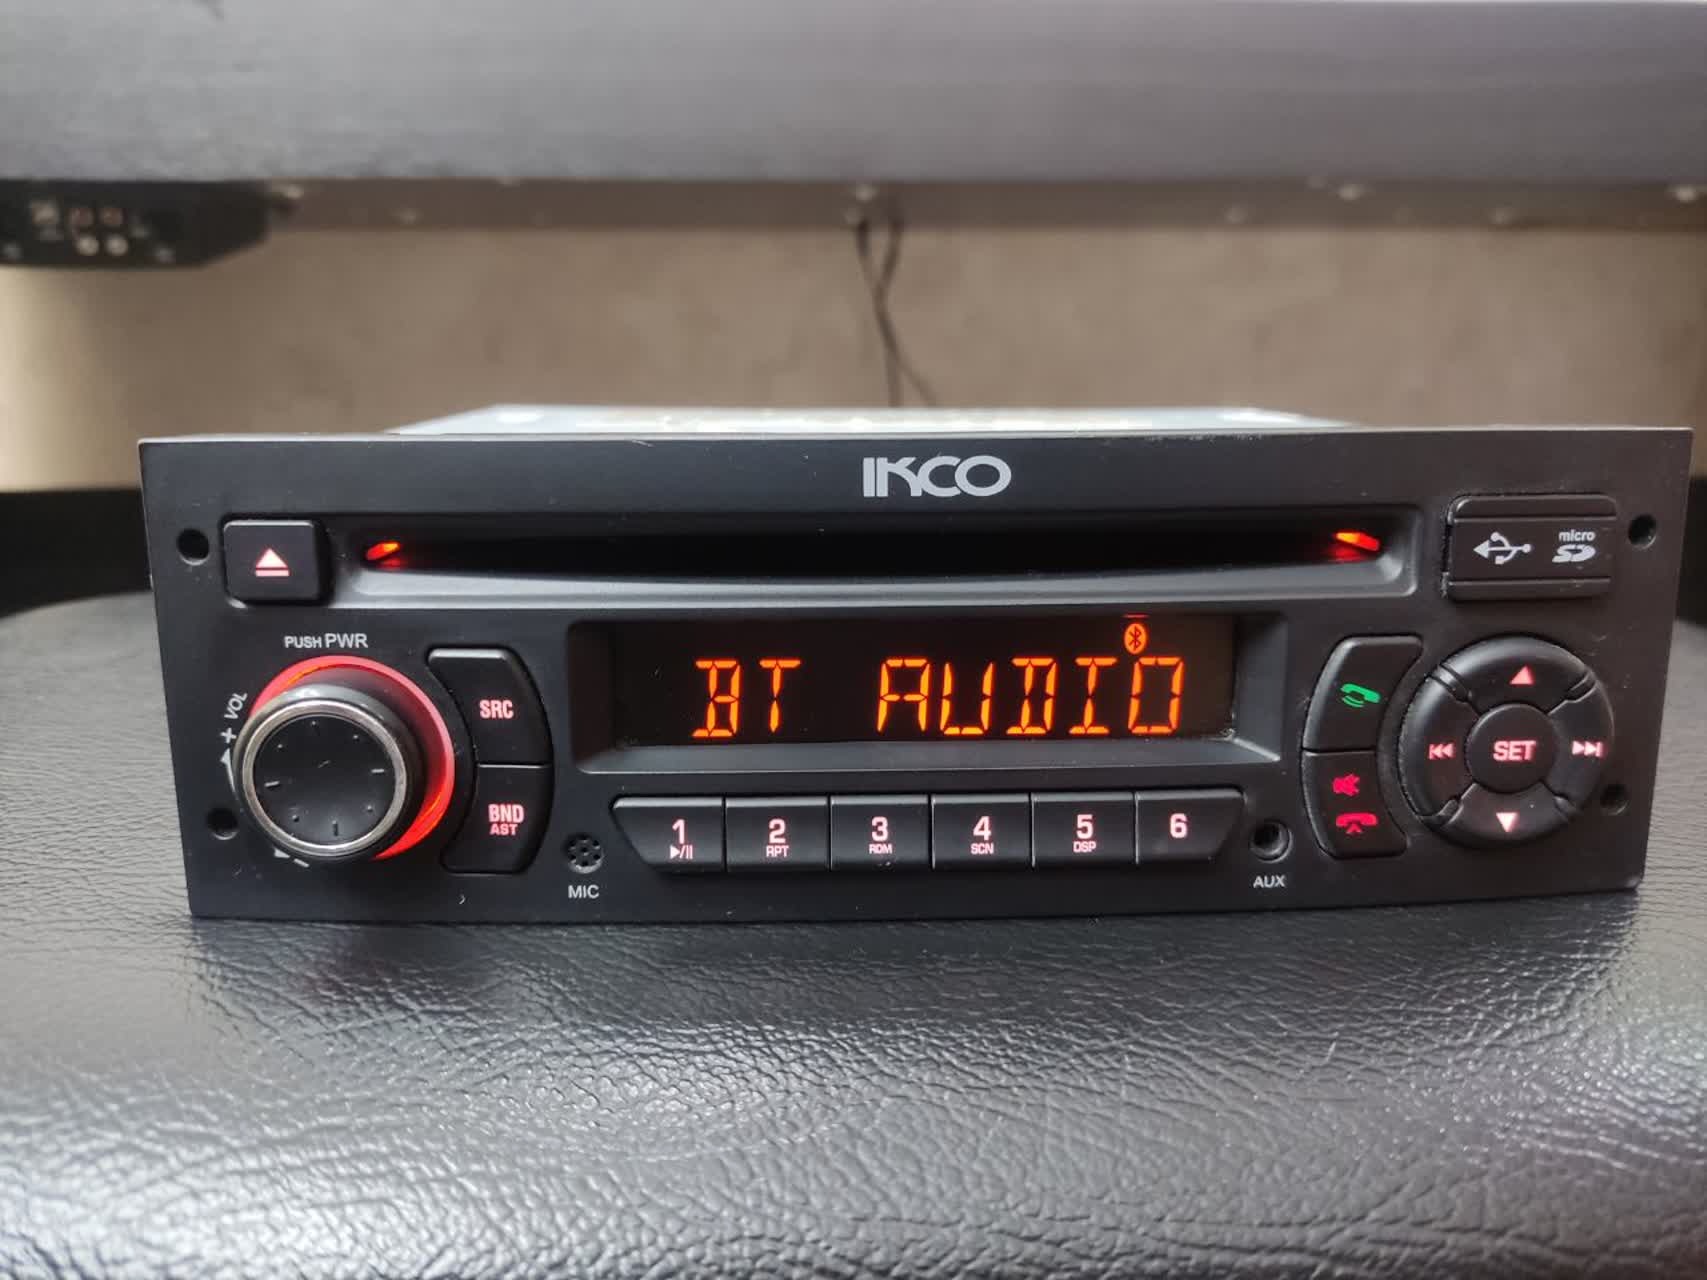 IKCO
micro
SD
PUSH PWR
+ VOL
SRC
BT AUDIO
SET
BND
AST
1
2
RPT
3
RDM
4
SCN
5
DSP
6
MIC
AUX